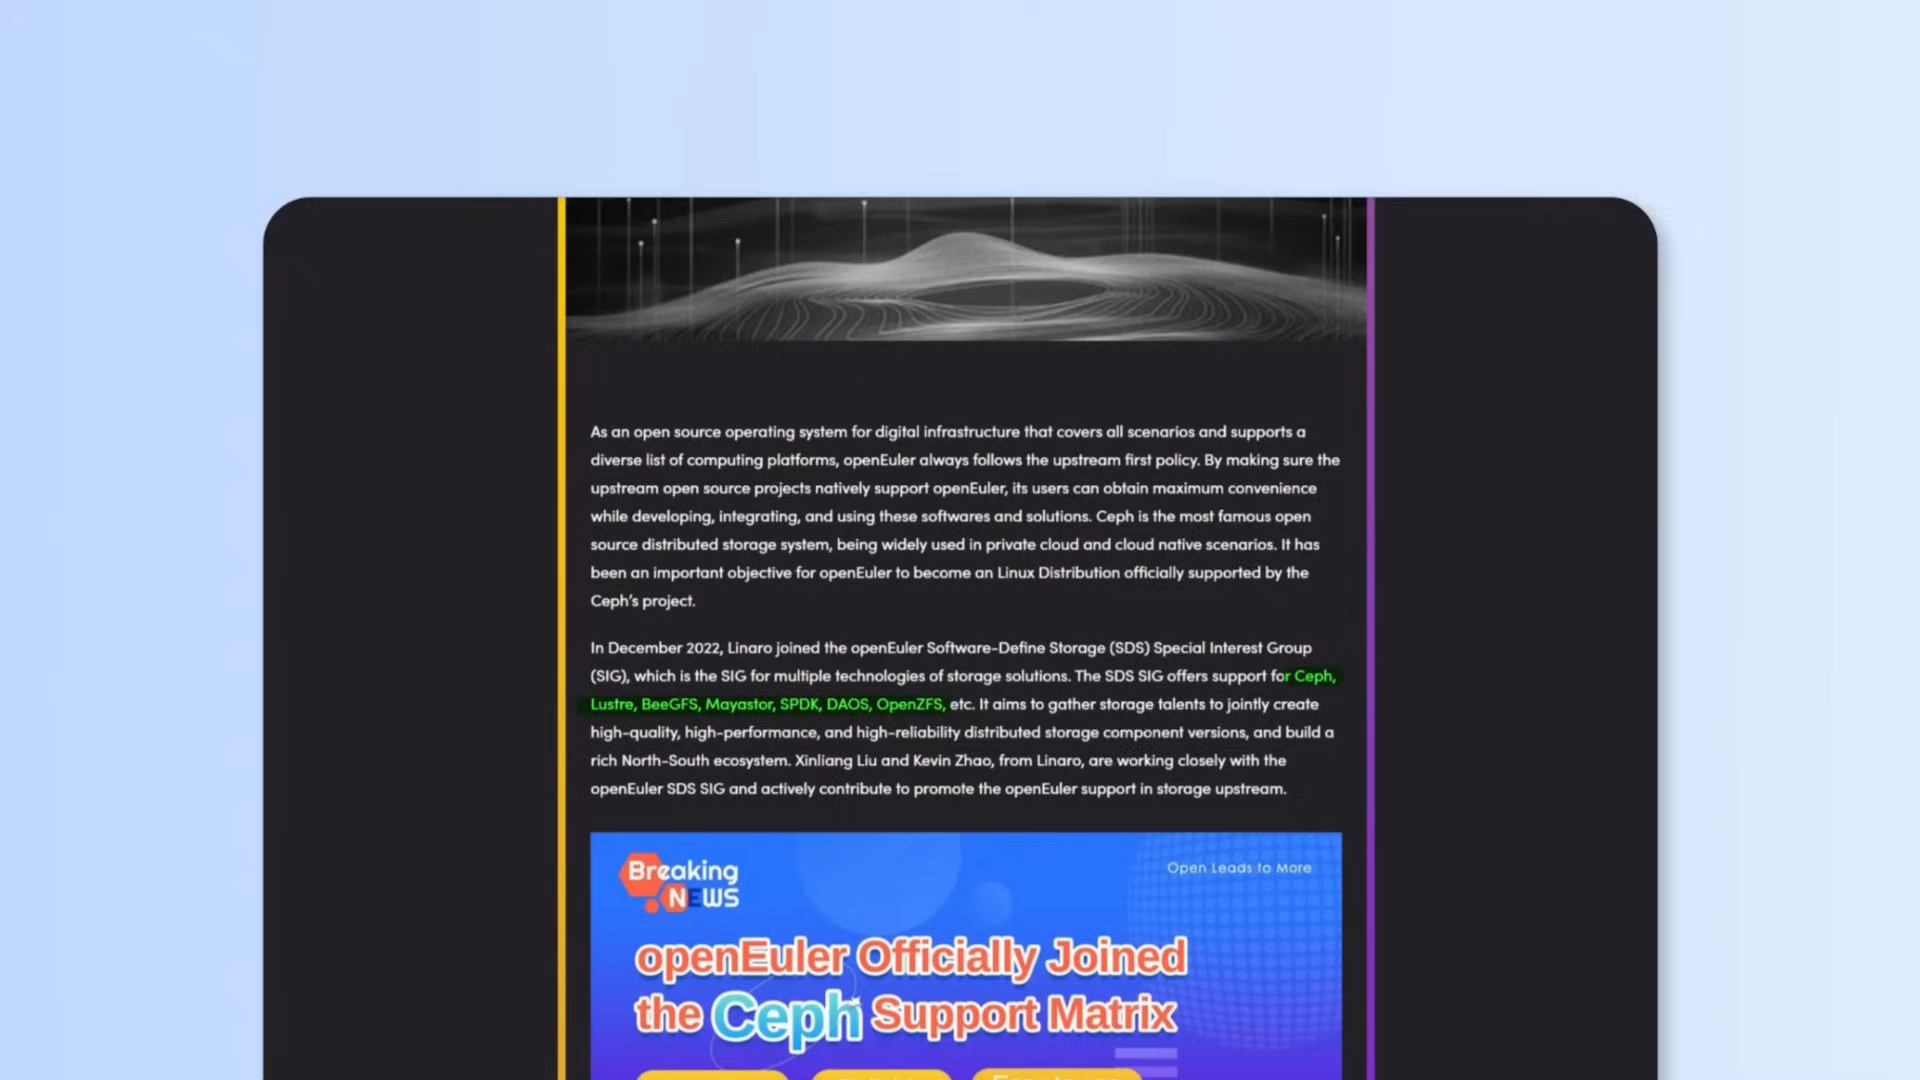 As an open source operating system for digital infrastructure that covers all scenarios and supports a
diverse list of computing platforms, openEuler always follows the upstream first policy. By making sure the
upstream open source projects natively support openEuler, its users can obtain maximum convenience
while developing, integrating, and using these softwares and solutions. Ceph is the most famous open
source distributed storage system, being widely used in private cloud and cloud native scenarios. It has
been an important objective for openEuler to become an Linux Distribution officially supported by the
Ceph's project.
In December 2022, Linaro joined the openEuler Software-Define Storage (SDS) Special Interest Group
(SIG), which is the SIG for multiple technologies of storage solutions. The SDS SIG offers support for Ceph,
Lustre, BeeGFS, Mayastor, SPDK, DAOS, OpenZFS, etc. It aims to gather storage talents to jointly create
high-quality, high-performance, and high-reliability distributed storage component versions, and build a
rich North-South ecosystem. Xinliang Liu and Kevin Zhao, from Linaro, are working closely with the
openEuler SDS SIG and actively contribute to promote the openEuler support in storage upstream.
Breaking
NEWS
Open Leads to More
openEuler Officially Joined
the Ceph Support Matrix